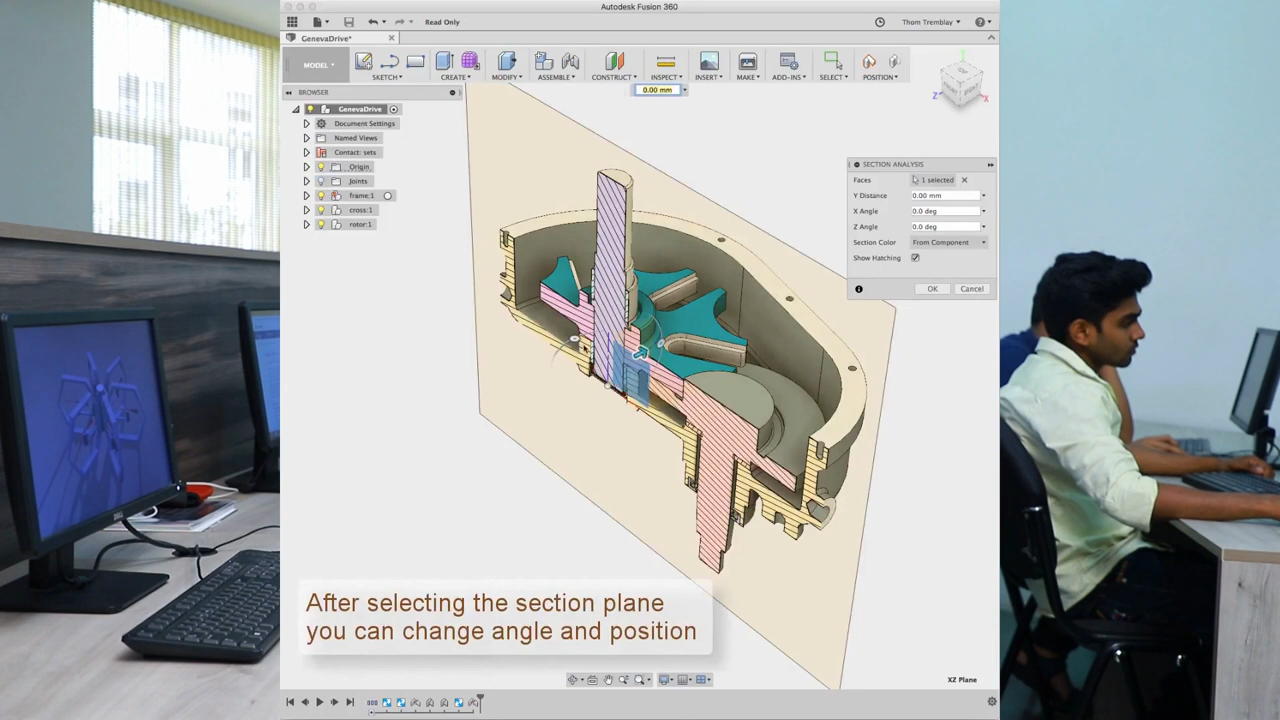 Autodesk Fusion 360
Read Only
Thom Tremblay
GenevaDrive*
MODEL
SKETCH
CREATE
MODIFY
ASSEMBLE
CONSTRUCT
INSPECT
INSERT
MAKE
ADD-INS
SELECT
POSITION
0.00 mm
BROWSER
GenevaDrive
Document Settings
Named Views
Contact: sets
Origin
Joints
frame:1
cross:1
rotor:1
Z
X
SECTION ANALYSIS
Faces 1 selected
Y Distance 0.00 mm
X Angle 0.0 deg
Z Angle 0.0 deg
Section Color From Component
Show Hatching
OK Cancel
After selecting the section plane
you can change angle and position
XZ Plane
DELL